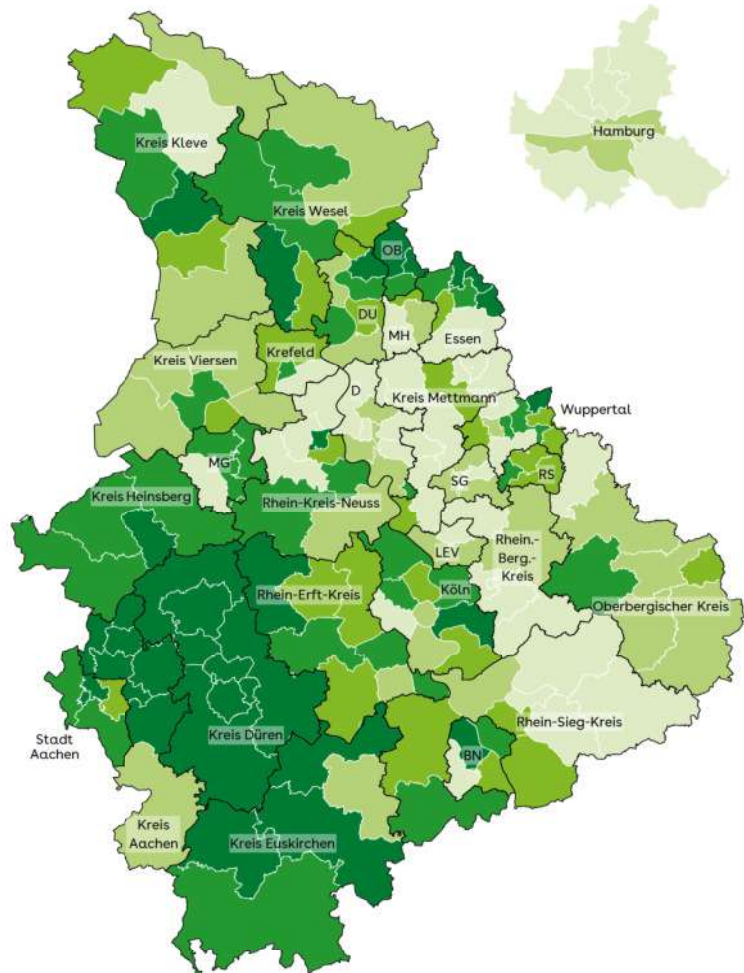 Hamburg
Kreis Kleve
Kreis Wesel
OB
DU
MH
Essen
Krefeld
Kreis Viersen
D
Kreis Mettmann
Wuppertal
MG
SG
RS
Kreis Heinsberg
Rhein-Kreis-Neuss
LEV
Rhein.-
Berg.-
Kreis
Rhein-Erft-Kreis
Köln
Oberbergischer Kreis
Rhein-Sieg-Kreis
Stadt
Aachen
Kreis Düren
BN
Kreis
Aachen
Kreis Euskirchen